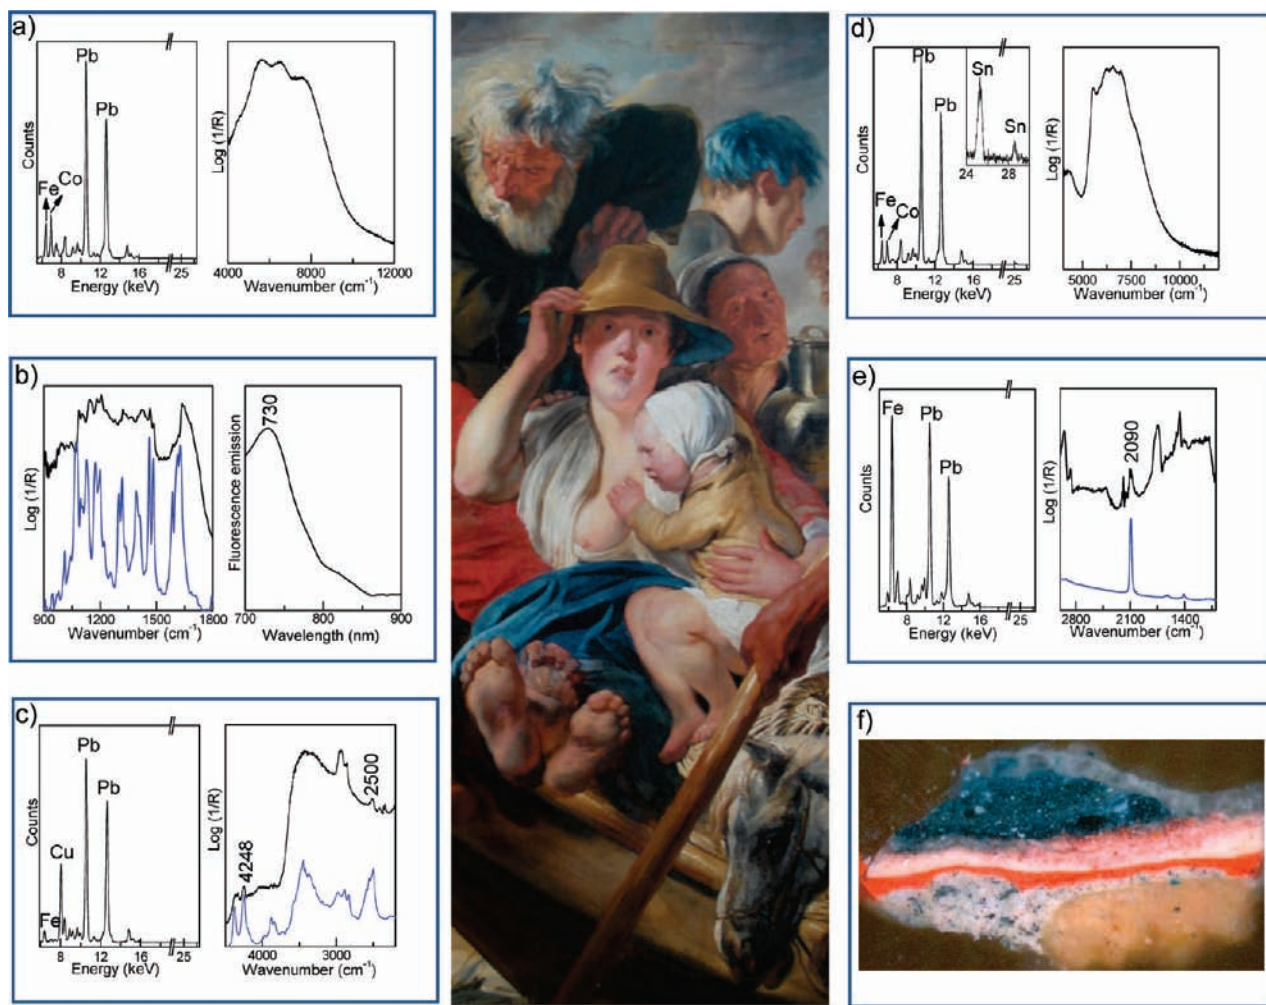 a)
Pb
Pb
Co
Fe
Counts
8
12
16
25
Energy (keV)
Log (1/R)
4000
8000
12000
Wavenumber (cm⁻¹)
b)
Log (1/R)
900
1200
1500
1800
Wavenumber (cm⁻¹)
730
Fluorescence emission
700
800
900
Wavelength (nm)
c)
Pb
Pb
Cu
Fe
Counts
8
12
16
25
Energy (keV)
2500
4248
Log (1/R)
4000
3000
Wavenumber (cm⁻¹)
d)
Pb
Pb
Sn
Sn
24
28
Fe
Co
Counts
8
12
16
25
Energy (keV)
Log (1/R)
5000
7500
10000
Wavenumber (cm⁻¹)
e)
Fe
Pb
Pb
Counts
8
12
16
25
Energy (keV)
2090
Log (1/R)
2800
2100
1400
Wavenumber (cm⁻¹)
f)